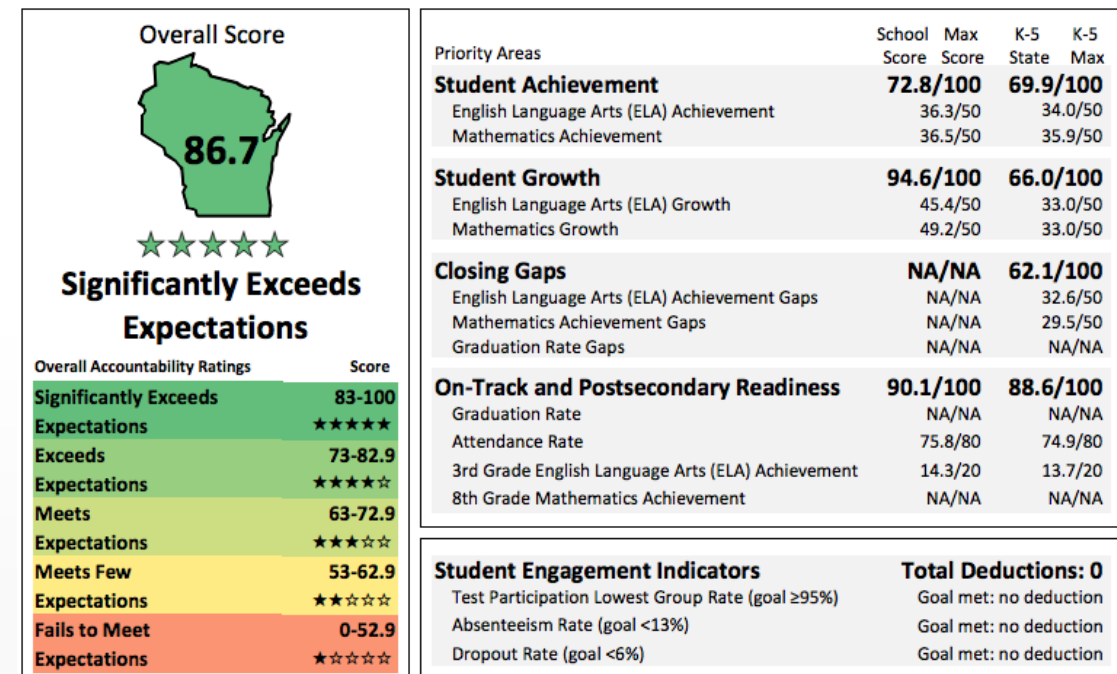 Overall Score
86.7
★★★★★
Significantly Exceeds
Expectations
Overall Accountability Ratings Score
Significantly Exceeds 83-100
Expectations ★★★★★
Exceeds 73-82.9
Expectations ★★★★☆
Meets 63-72.9
Expectations ★★★☆☆
Meets Few 53-62.9
Expectations ★★☆☆☆
Fails to Meet 0-52.9
Expectations ★☆☆☆☆
School Max K-5 K-5
Priority Areas Score Score State Max
Student Achievement 72.8/100 69.9/100
English Language Arts (ELA) Achievement 36.3/50 34.0/50
Mathematics Achievement 36.5/50 35.9/50
Student Growth 94.6/100 66.0/100
English Language Arts (ELA) Growth 45.4/50 33.0/50
Mathematics Growth 49.2/50 33.0/50
Closing Gaps NA/NA 62.1/100
English Language Arts (ELA) Achievement Gaps NA/NA 32.6/50
Mathematics Achievement Gaps NA/NA 29.5/50
Graduation Rate Gaps NA/NA NA/NA
On-Track and Postsecondary Readiness 90.1/100 88.6/100
Graduation Rate NA/NA NA/NA
Attendance Rate 75.8/80 74.9/80
3rd Grade English Language Arts (ELA) Achievement 14.3/20 13.7/20
8th Grade Mathematics Achievement NA/NA NA/NA
Student Engagement Indicators Total Deductions: 0
Test Participation Lowest Group Rate (goal ≥95%) Goal met: no deduction
Absenteeism Rate (goal <13%) Goal met: no deduction
Dropout Rate (goal <6%) Goal met: no deduction